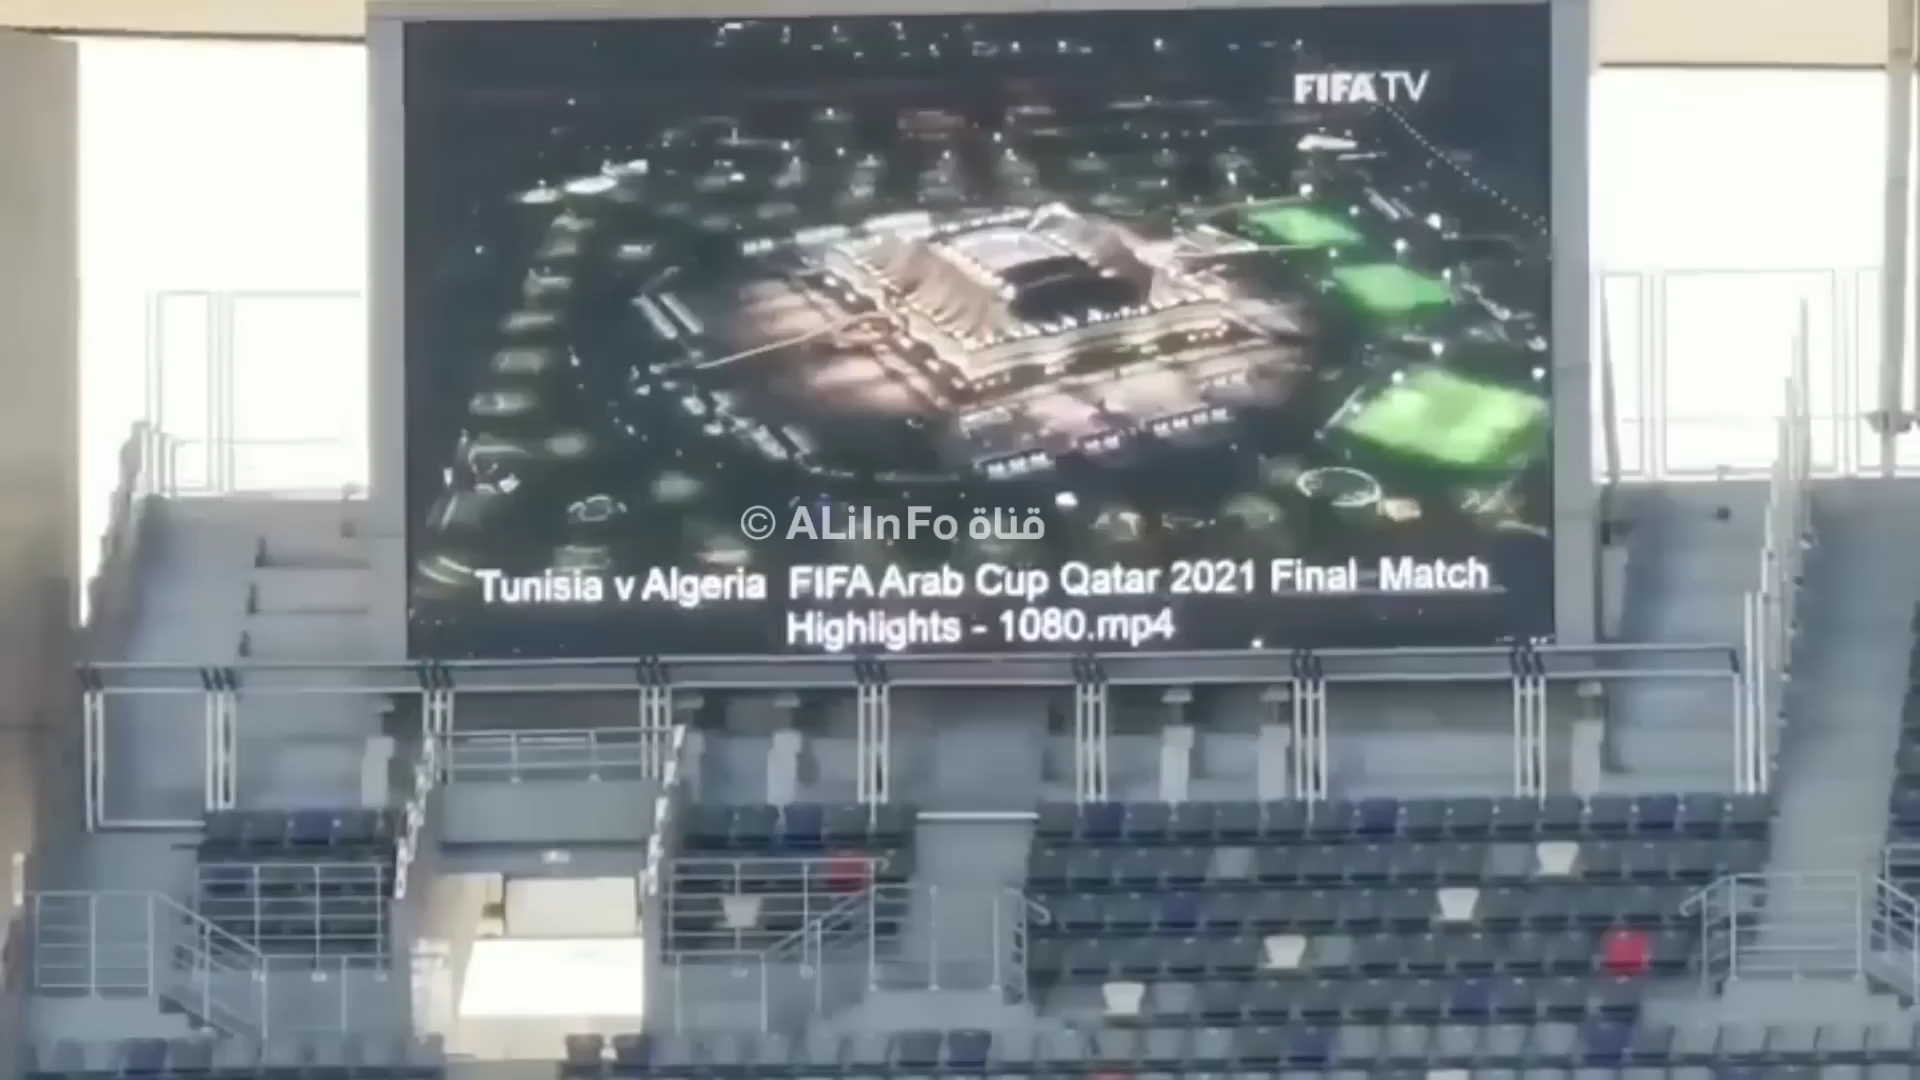 FIFA TV
© ALiInFo قناة
Tunisia v Algeria FIFA Arab Cup Qatar 2021 Final Match
Highlights - 1080.mp4